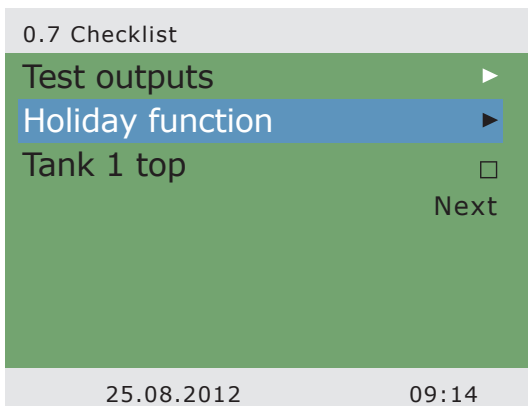 0.7 Checklist
Test outputs
Holiday function
Tank 1 top
Next
25.08.2012 09:14